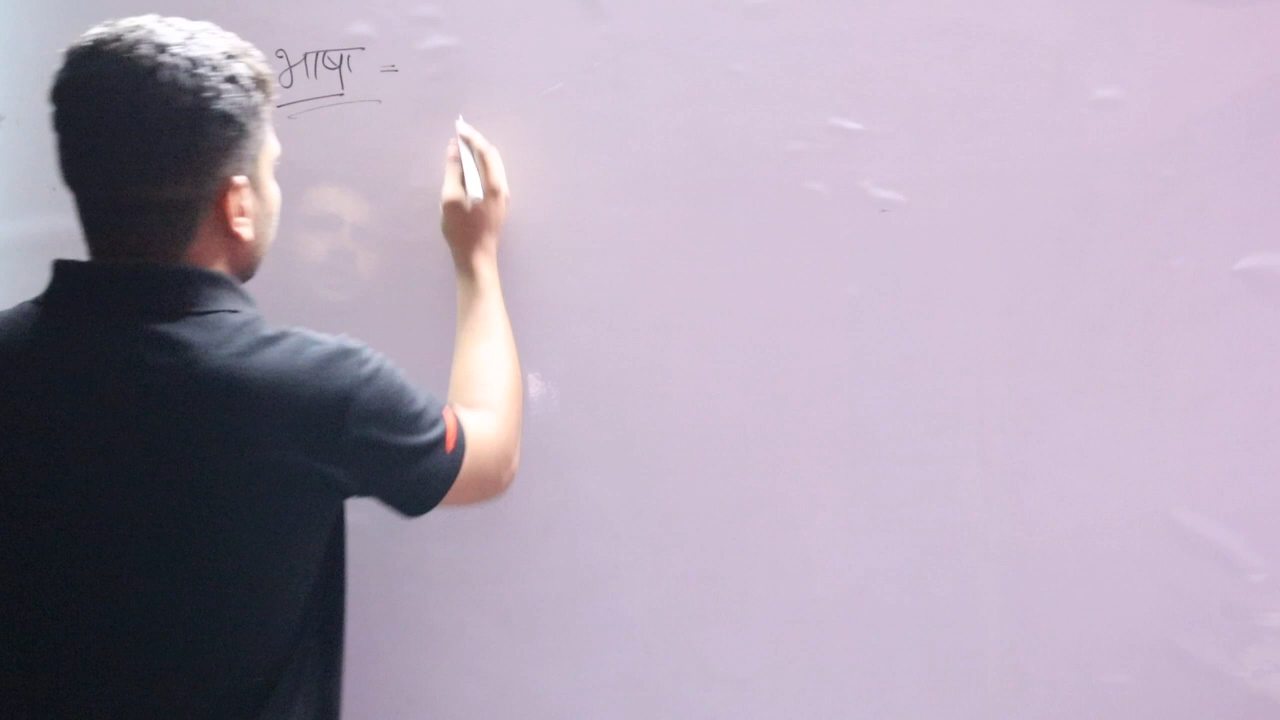 भाषा =